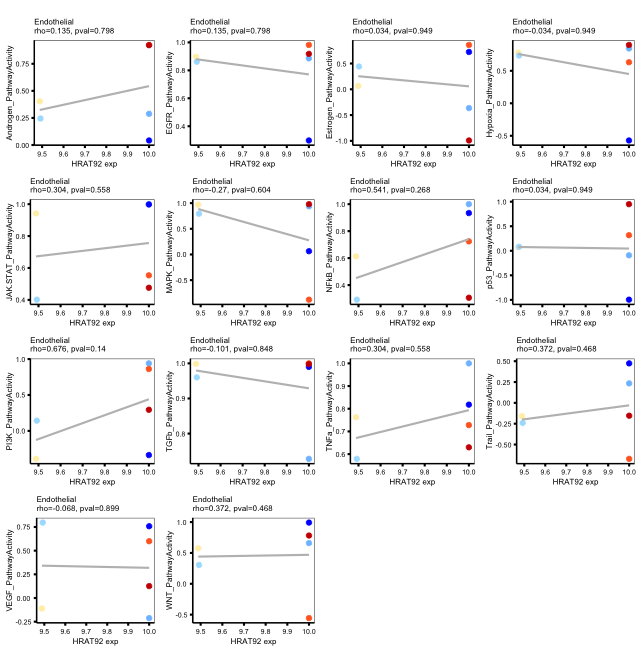 Endothelial
rho=0.135, pval=0.798
Androgen_PathwayActivity
0.00
0.25
0.50
0.75
9.5 9.6 9.7 9.8 9.9 10.0
HRAT92 exp
Endothelial
rho=0.135, pval=0.798
EGFR_PathwayActivity
0.4
0.6
0.8
1.0
9.5 9.6 9.7 9.8 9.9 10.0
HRAT92 exp
Endothelial
rho=0.034, pval=0.949
Estrogen_PathwayActivity
-1.0
-0.5
0.0
0.5
9.5 9.6 9.7 9.8 9.9 10.0
HRAT92 exp
Endothelial
rho=-0.034, pval=0.949
Hypoxia_PathwayActivity
-0.5
0.0
0.5
9.5 9.6 9.7 9.8 9.9 10.0
HRAT92 exp
Endothelial
rho=0.304, pval=0.558
JAK-STAT_PathwayActivity
0.4
0.6
0.8
1.0
9.5 9.6 9.7 9.8 9.9 10.0
HRAT92 exp
Endothelial
rho=-0.27, pval=0.604
MAPK_PathwayActivity
-0.5
0.0
0.5
1.0
9.5 9.6 9.7 9.8 9.9 10.0
HRAT92 exp
Endothelial
rho=0.541, pval=0.268
NFkB_PathwayActivity
0.4
0.6
0.8
1.0
9.5 9.6 9.7 9.8 9.9 10.0
HRAT92 exp
Endothelial
rho=0.034, pval=0.949
p53_PathwayActivity
-1.0
-0.5
0.0
0.5
1.0
9.5 9.6 9.7 9.8 9.9 10.0
HRAT92 exp
Endothelial
rho=0.676, pval=0.14
PI3K_PathwayActivity
0.0
0.5
1.0
9.5 9.6 9.7 9.8 9.9 10.0
HRAT92 exp
Endothelial
rho=-0.101, pval=0.848
TGFb_PathwayActivity
0.8
0.9
1.0
9.5 9.6 9.7 9.8 9.9 10.0
HRAT92 exp
Endothelial
rho=0.304, pval=0.558
TNFa_PathwayActivity
0.6
0.7
0.8
0.9
1.0
9.5 9.6 9.7 9.8 9.9 10.0
HRAT92 exp
Endothelial
rho=0.372, pval=0.468
Trail_PathwayActivity
-0.50
-0.25
0.00
0.25
0.50
9.5 9.6 9.7 9.8 9.9 10.0
HRAT92 exp
Endothelial
rho=-0.068, pval=0.899
VEGF_PathwayActivity
-0.25
0.00
0.25
0.50
0.75
9.5 9.6 9.7 9.8 9.9 10.0
HRAT92 exp
Endothelial
rho=0.372, pval=0.468
WNT_PathwayActivity
-0.5
0.0
0.5
1.0
9.5 9.6 9.7 9.8 9.9 10.0
HRAT92 exp